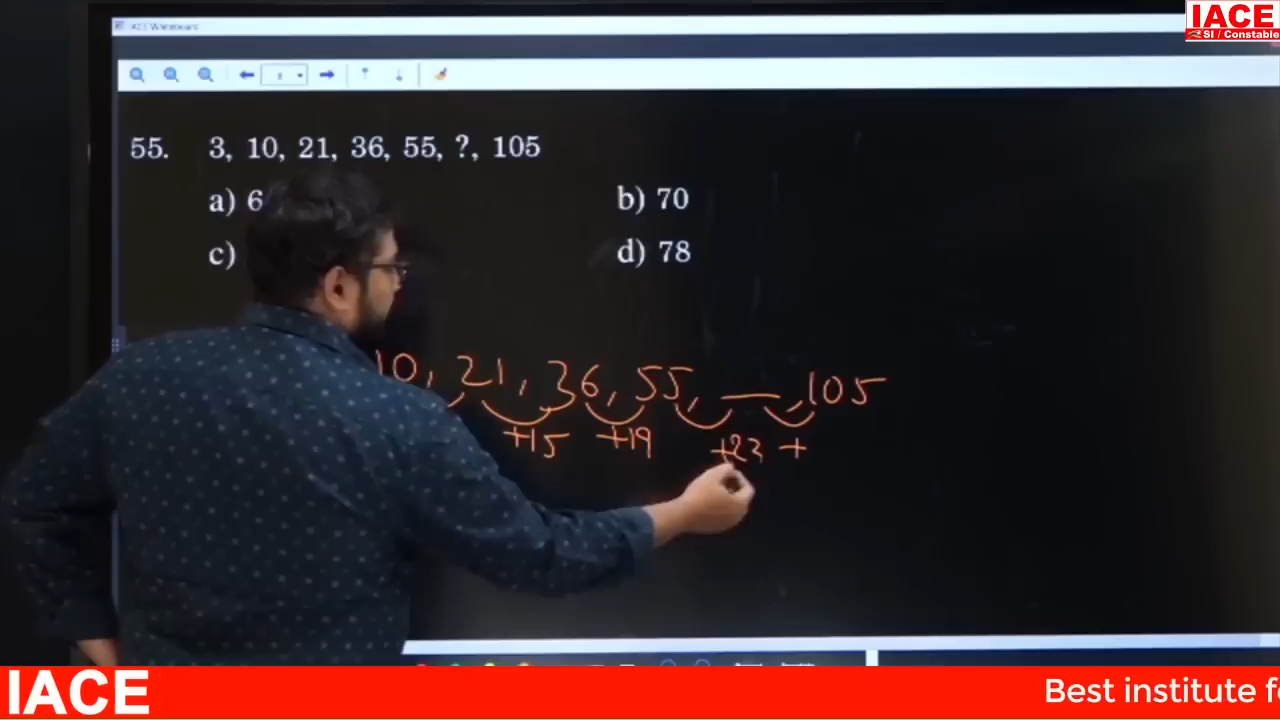 IACE
SI / Constable
55. 3, 10, 21, 36, 55, ?, 105
a) 6
b) 70
c)
d) 78
10, 21, 36, 55, __, 105
+15 +19 +23 +
IACE
Best institute f